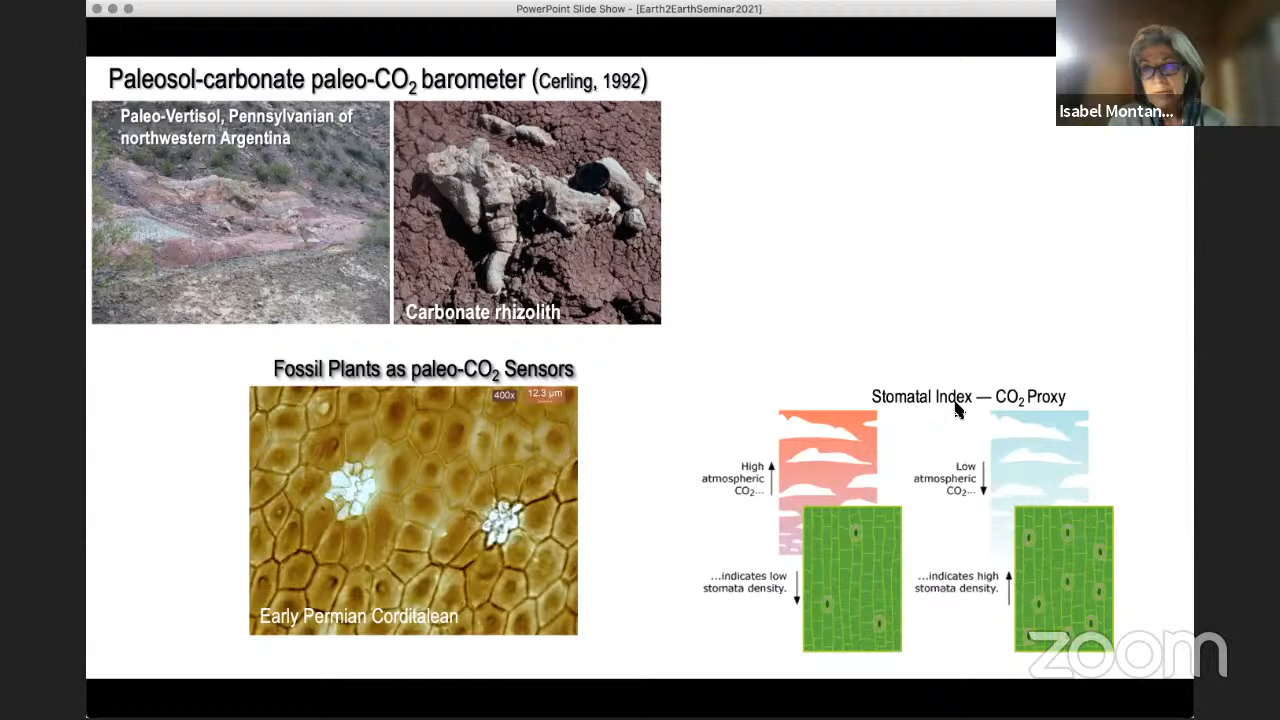 PowerPoint Slide Show - [Earth2EarthSeminar2021]
Isabel Montan...
Paleosol-carbonate paleo-CO₂ barometer (Cerling, 1992)
Paleo-Vertisol, Pennsylvanian of
northwestern Argentina
Carbonate rhizolith
Fossil Plants as paleo-CO₂ Sensors
400x
12.3 µm
Early Permian Corditalean
Stomatal Index — CO₂ Proxy
High
atmospheric
CO₂...
...indicates low
stomata density.
Low
atmospheric
CO₂...
...indicates high
stomata density.
zoom